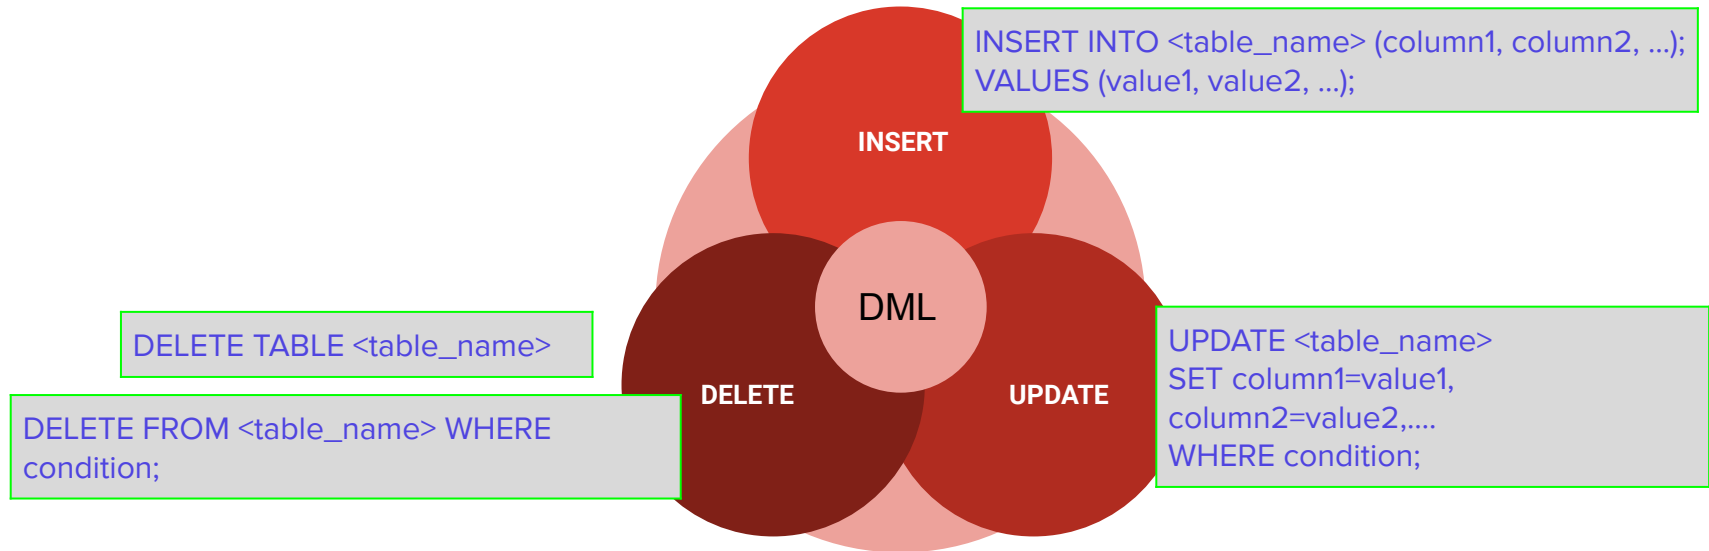 INSERT INTO <table_name> (column1, column2, ...);
VALUES (value1, value2, ...);
INSERT
DML
DELETE TABLE <table_name>
DELETE
DELETE FROM <table_name> WHERE
condition;
UPDATE
UPDATE <table_name>
SET column1=value1,
column2=value2,....
WHERE condition;